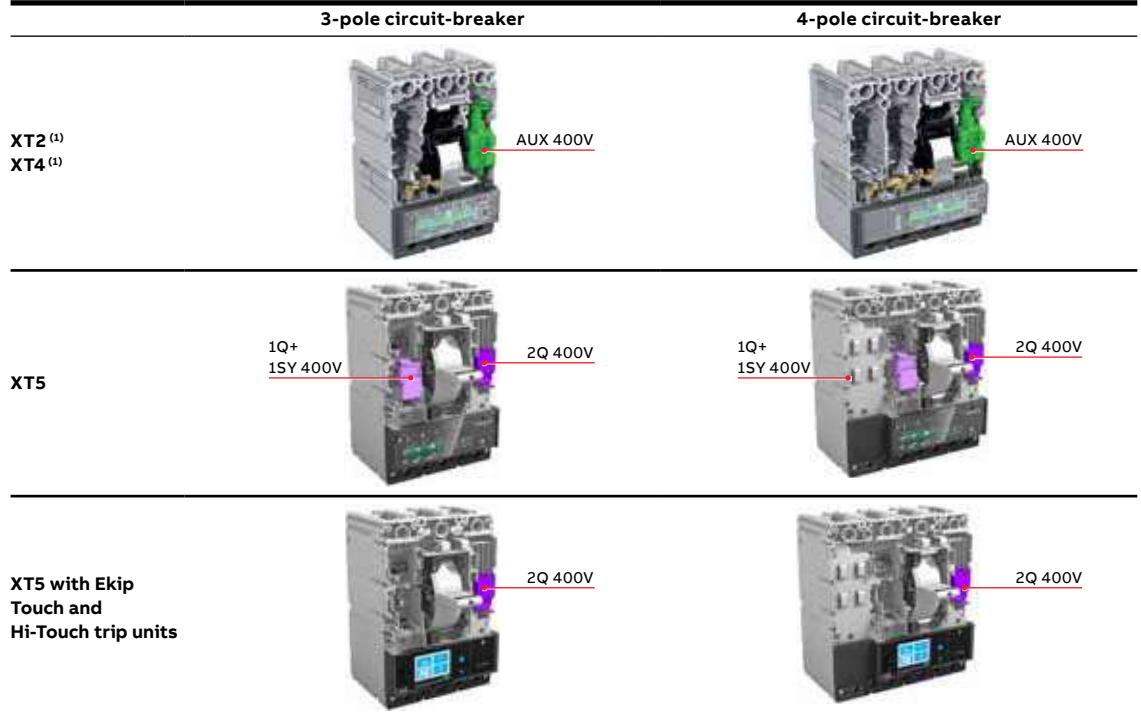 3-pole circuit-breaker
4-pole circuit-breaker
XT2 (1)
XT4 (1)
AUX 400V
AUX 400V
XT5
1Q+
1SY 400V
2Q 400V
1Q+
1SY 400V
2Q 400V
XT5 with Ekip
Touch and
Hi-Touch trip units
2Q 400V
2Q 400V